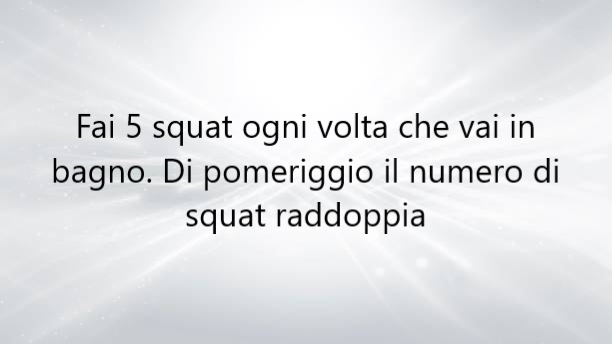 Fai 5 squat ogni volta che vai in
bagno. Di pomeriggio il numero di
squat raddoppia